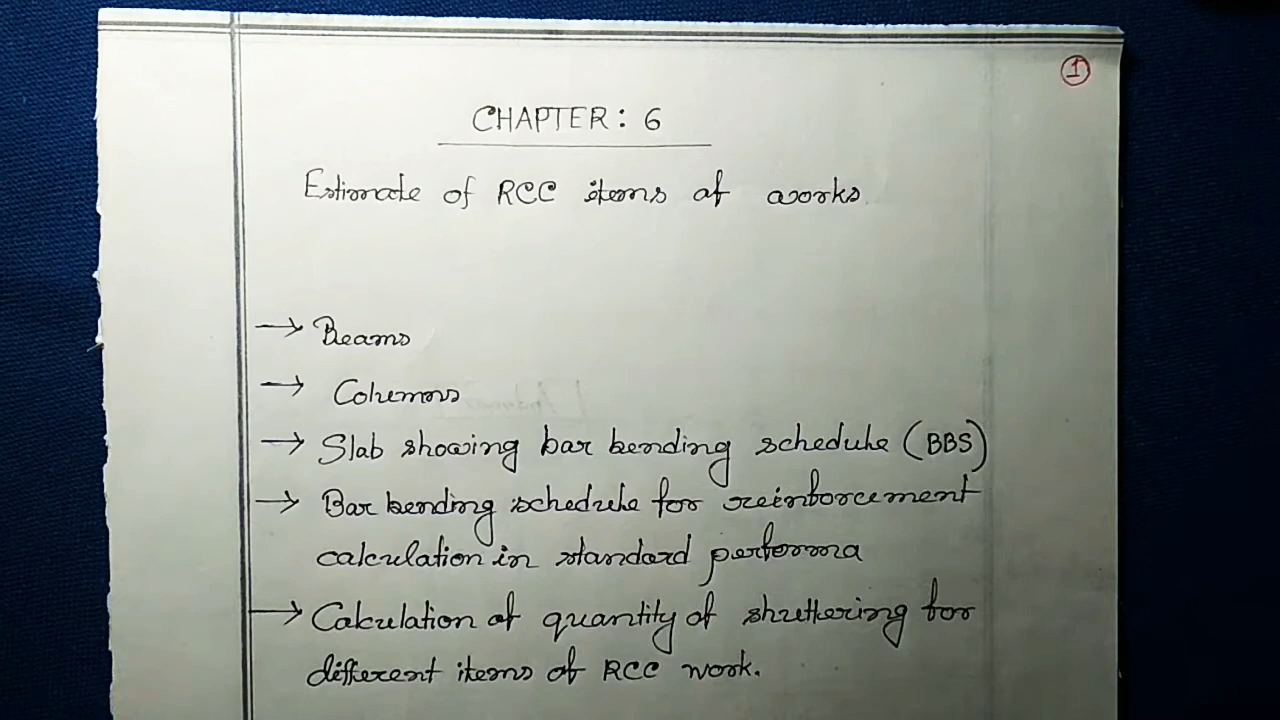 1
CHAPTER: 6
Estimate of RCC items of works
→ Beams
→ Columns
→ Slab showing bar bending schedule (BBS)
→ Bar bending schedule for reinforcement
calculation in standard performa
→ Calculation of quantity of shuttering for
different items of RCC work.